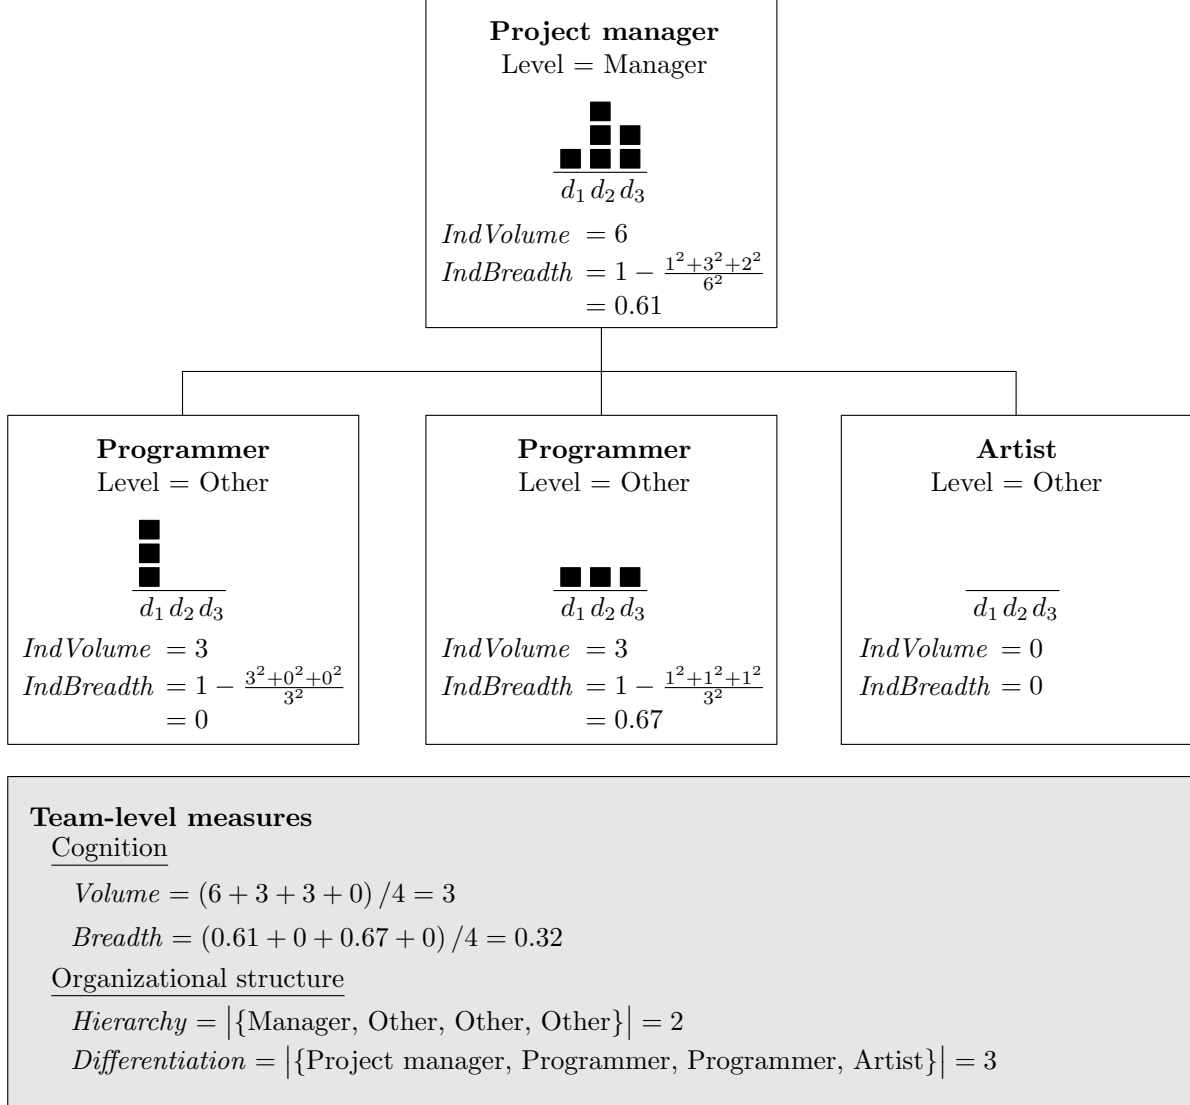 Project manager
Level = Manager
d₁ d₂ d₃
IndVolume = 6
IndBreadth = 1 − (1²+3²+2²)/6²
= 0.61
Programmer
Level = Other
d₁ d₂ d₃
IndVolume = 3
IndBreadth = 1 − (3²+0²+0²)/3²
= 0
Programmer
Level = Other
d₁ d₂ d₃
IndVolume = 3
IndBreadth = 1 − (1²+1²+1²)/3²
= 0.67
Artist
Level = Other
d₁ d₂ d₃
IndVolume = 0
IndBreadth = 0
Team-level measures
Cognition
Volume = (6 + 3 + 3 + 0) /4 = 3
Breadth = (0.61 + 0 + 0.67 + 0) /4 = 0.32
Organizational structure
Hierarchy = |{Manager, Other, Other, Other}| = 2
Differentiation = |{Project manager, Programmer, Programmer, Artist}| = 3